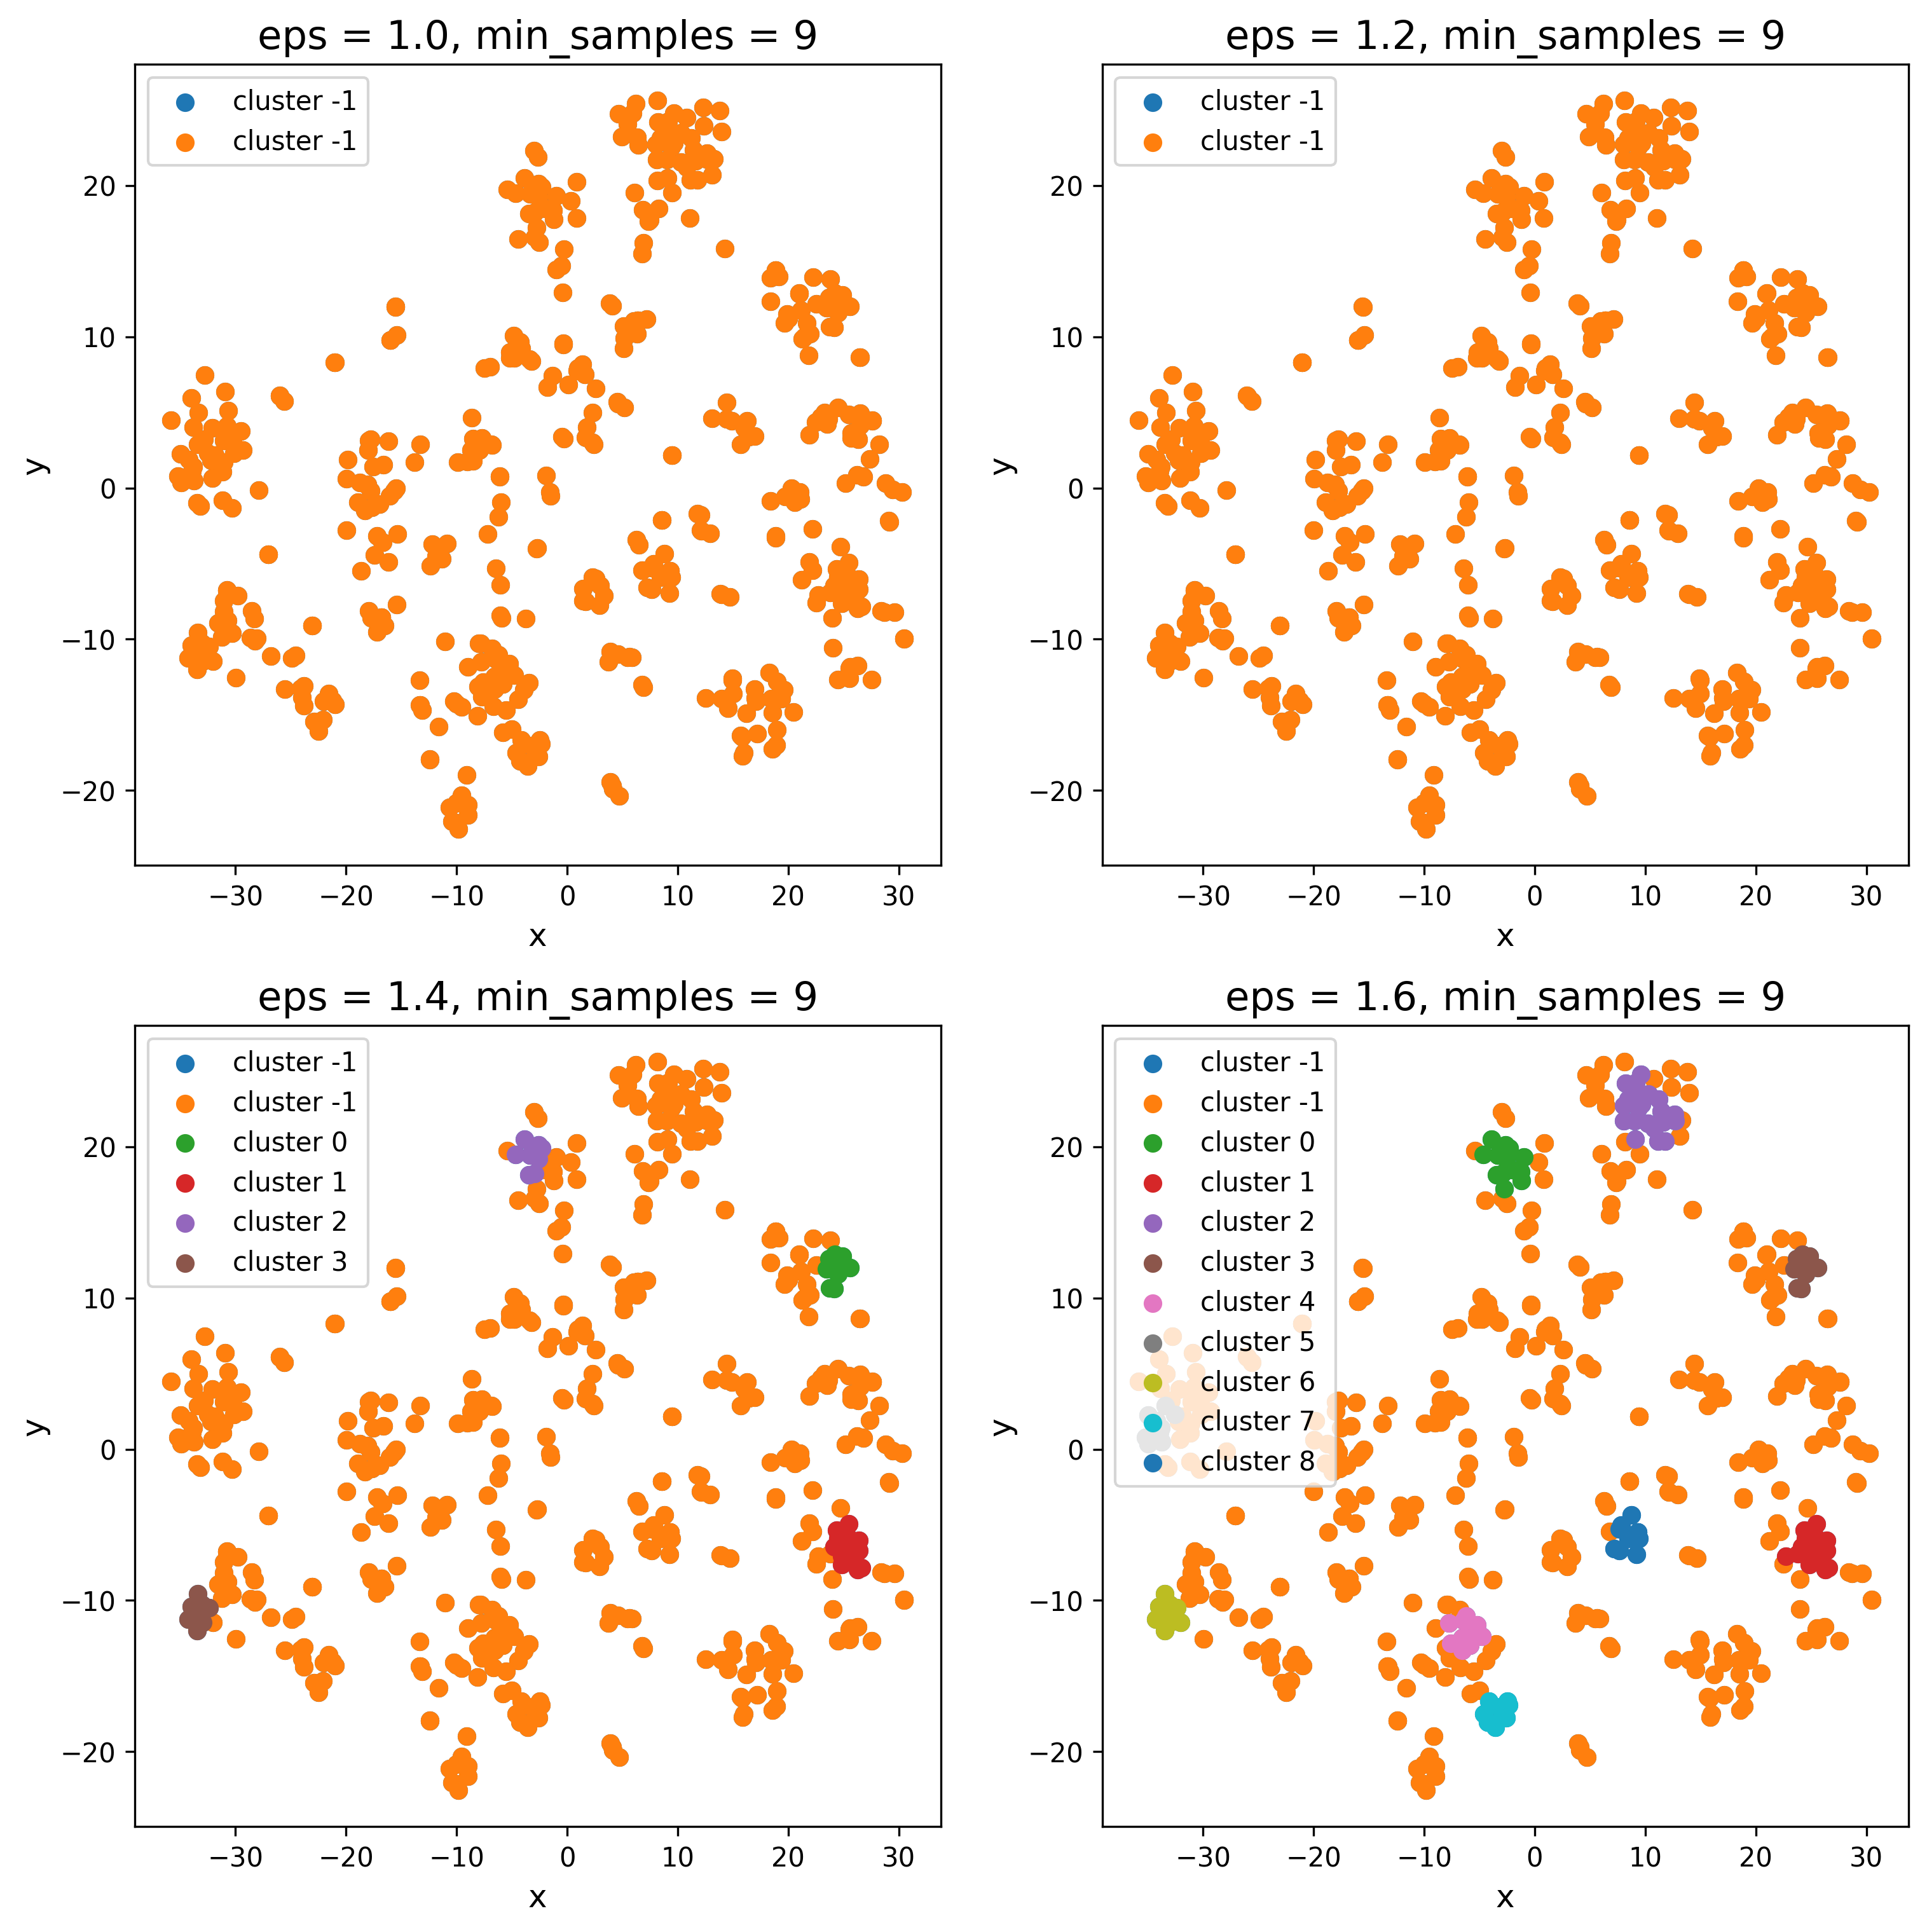 eps = 1.0, min_samples = 9
cluster -1
cluster -1
20
10
0
−10
−20
y
−30 −20 −10 0 10 20 30
x
eps = 1.2, min_samples = 9
cluster -1
cluster -1
20
10
0
−10
−20
y
−30 −20 −10 0 10 20 30
x
eps = 1.4, min_samples = 9
cluster -1
cluster -1
cluster 0
cluster 1
cluster 2
cluster 3
20
10
0
−10
−20
y
−30 −20 −10 0 10 20 30
x
eps = 1.6, min_samples = 9
cluster -1
cluster -1
cluster 0
cluster 1
cluster 2
cluster 3
cluster 4
cluster 5
cluster 6
cluster 7
cluster 8
20
10
0
−10
−20
y
−30 −20 −10 0 10 20 30
x